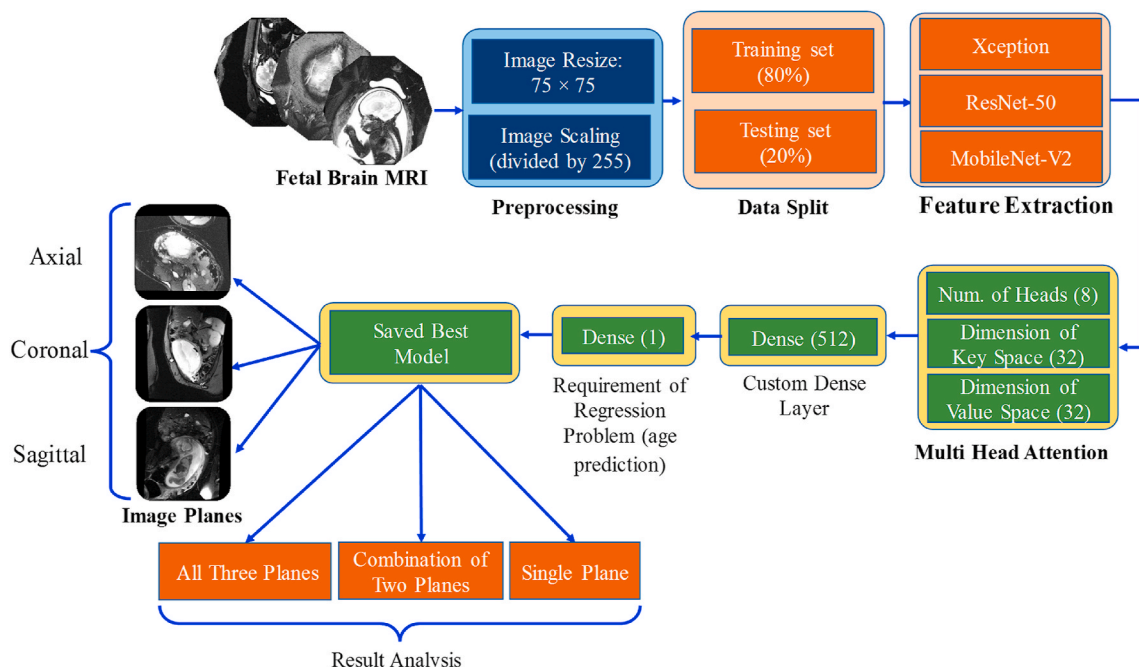 Fetal Brain MRI
Image Resize:
75 × 75
Image Scaling
(divided by 255)
Preprocessing
Training set
(80%)
Testing set
(20%)
Data Split
Xception
ResNet-50
MobileNet-V2
Feature Extraction
Num. of Heads (8)
Dimension of
Key Space (32)
Dimension of
Value Space (32)
Multi Head Attention
Dense (512)
Custom Dense
Layer
Dense (1)
Requirement of
Regression
Problem (age
prediction)
Saved Best
Model
Axial
Coronal
Sagittal
Image Planes
All Three Planes
Combination of
Two Planes
Single Plane
Result Analysis